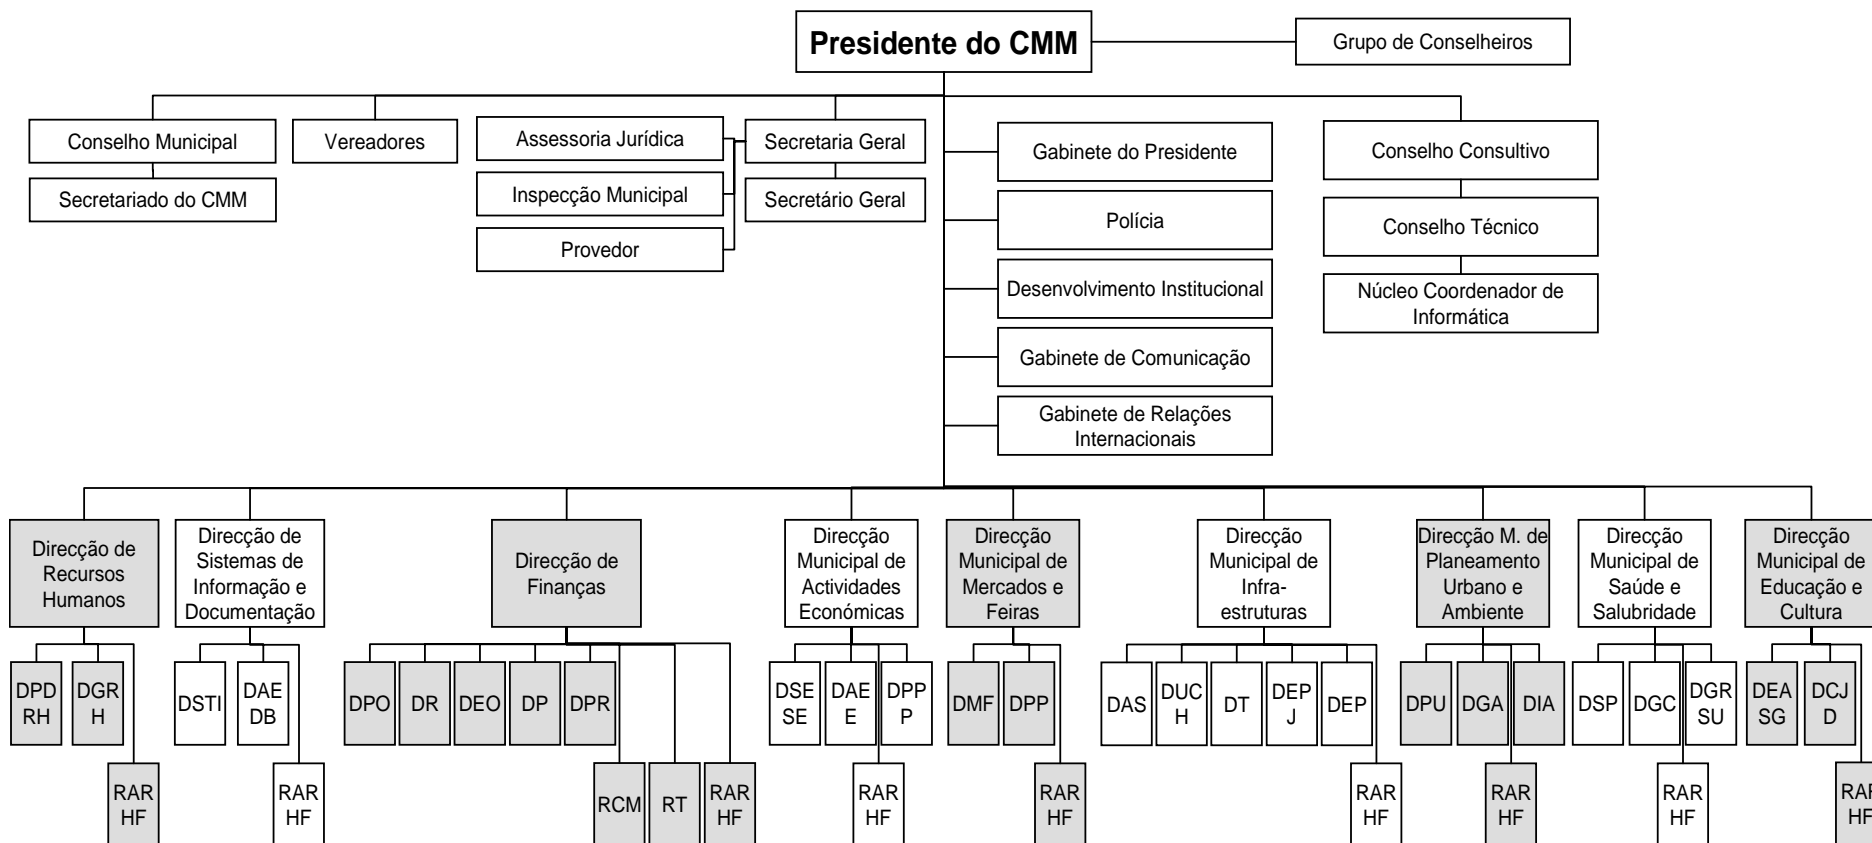 Presidente do CMM
Grupo de Conselheiros
Conselho Municipal
Secretariado do CMM
Vereadores
Assessoria Jurídica
Inspecção Municipal
Provedor
Secretaria Geral
Secretário Geral
Gabinete do Presidente
Polícia
Desenvolvimento Institucional
Gabinete de Comunicação
Gabinete de Relações
Internacionais
Conselho Consultivo
Conselho Técnico
Núcleo Coordenador de
Informática
Direcção de
Recursos
Humanos
Direcção de
Sistemas de
Informação e
Documentação
Direcção de
Finanças
Direcção
Municipal de
Actividades
Económicas
Direcção
Municipal de
Mercados e
Feiras
Direcção
Municipal de
Infra-
estruturas
Direcção M. de
Planeamento
Urbano e
Ambiente
Direcção
Municipal de
Saúde e
Salubridade
Direcção
Municipal de
Educação e
Cultura
DPD
RH
DGR
H
DSTI
DAE
DB
DPO
DR
DEO
DP
DPR
DSE
SE
DAE
E
DPP
P
DMF
DPP
DAS
DUC
H
DT
DEP
J
DEP
DPU
DGA
DIA
DSP
DGC
DGR
SU
DEA
SG
DCJ
D
RAR
HF
RAR
HF
RCM
RT
RAR
HF
RAR
HF
RAR
HF
RAR
HF
RAR
HF
RAR
HF
RAR
HF